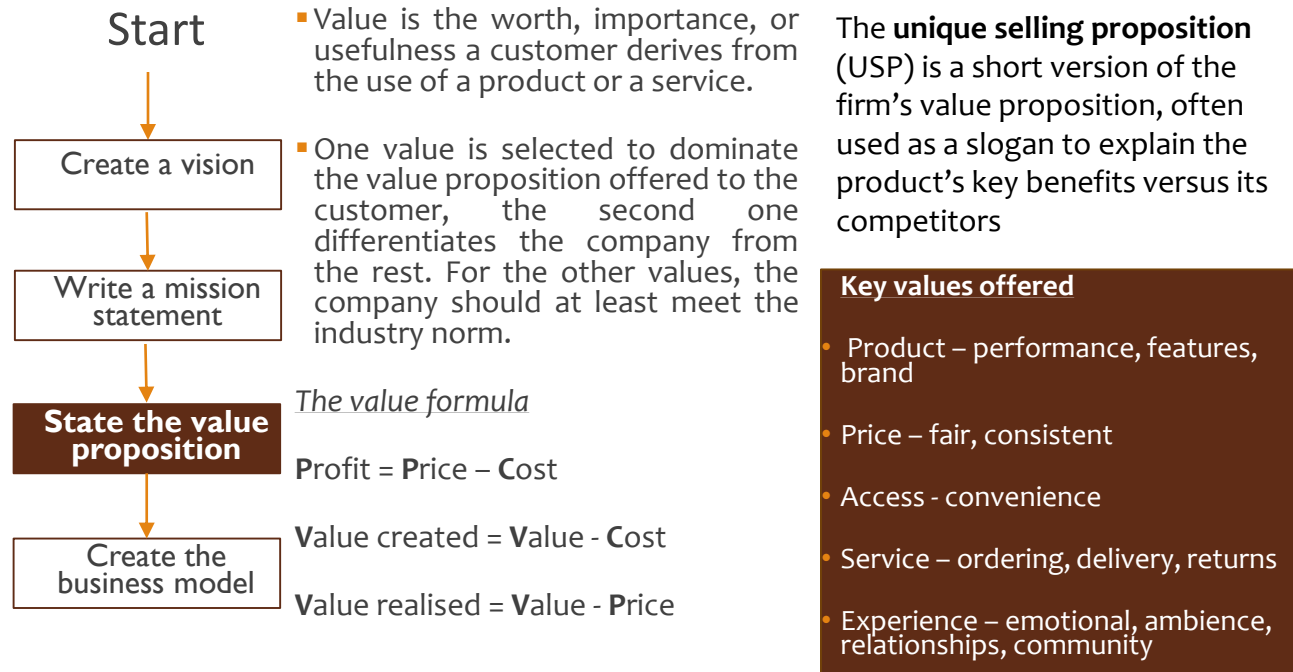 Start
Create a vision
Write a mission
statement
State the value
proposition
Create the
business model
▪Value is the worth, importance, or
usefulness a customer derives from
the use of a product or a service.
▪One value is selected to dominate
the value proposition offered to the
customer, the second one
differentiates the company from
the rest. For the other values, the
company should at least meet the
industry norm.
The value formula
Profit = Price – Cost
Value created = Value - Cost
Value realised = Value - Price
The unique selling proposition
(USP) is a short version of the
firm’s value proposition, often
used as a slogan to explain the
product’s key benefits versus its
competitors
Key values offered
• Product – performance, features,
brand
• Price – fair, consistent
• Access - convenience
• Service – ordering, delivery, returns
• Experience – emotional, ambience,
relationships, community